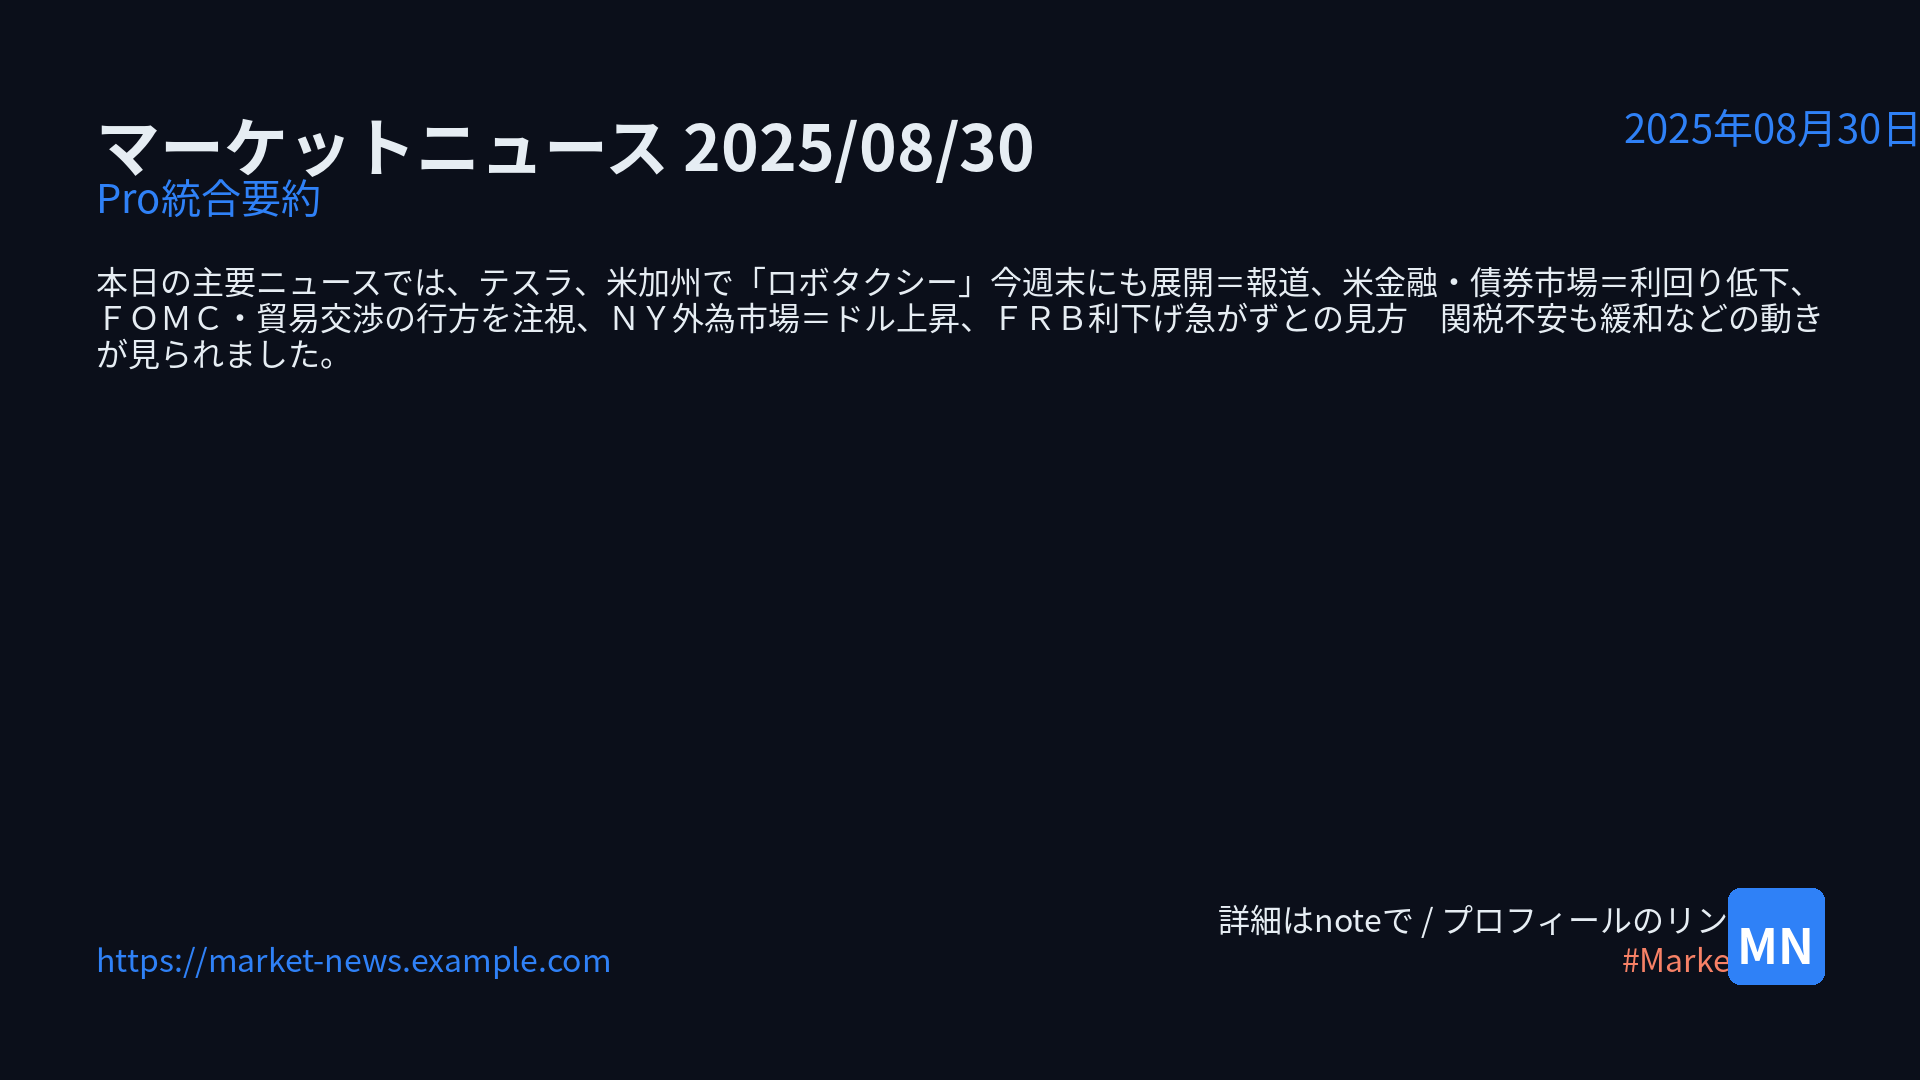 マーケットニュース 2025/08/30
2025年08月30日
Pro統合要約
本日の主要ニュースでは、テスラ、米加州で「ロボタクシー」今週末にも展開＝報道、米金融・債券市場＝利回り低下、
ＦＯＭＣ・貿易交渉の行方を注視、ＮＹ外為市場＝ドル上昇、ＦＲＢ利下げ急がずとの見方　関税不安も緩和などの動き
が見られました。
詳細はnoteで / プロフィールのリン
#Marke
MN
https://market-news.example.com